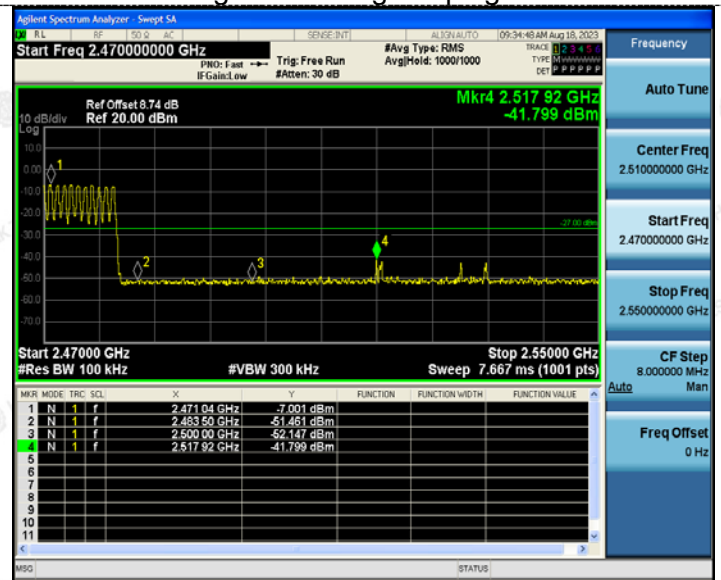 Agilent Spectrum Analyzer - Swept SA
RL RF 50 Ω AC SENSE:INT ALIGNAUTO 09:34:48 AM Aug 18, 2023
Start Freq 2.470000000 GHz
PNO: Fast
IFGain:Low
Trig: Free Run
#Atten: 30 dB
#Avg Type: RMS
Avg|Hold: 1000/1000
TRACE 1 2 3 4 5 6
TYPE M WWWWW
DET P P P P P P
Frequency
Auto Tune
Center Freq
2.510000000 GHz
Start Freq
2.470000000 GHz
Stop Freq
2.550000000 GHz
CF Step
8.000000 MHz
Auto Man
Freq Offset
0 Hz
Ref Offset 8.74 dB
10 dB/div Ref 20.00 dBm
Log
Mkr4 2.517 92 GHz
-41.799 dBm
10.0
0.00
-10.0
-20.0
-30.0
-40.0
-50.0
-60.0
-70.0
1
2
3
4
-27.00 dBm
Start 2.47000 GHz Stop 2.55000 GHz
#Res BW 100 kHz #VBW 300 kHz Sweep 7.667 ms (1001 pts)
MKR MODE TRC SCL X Y FUNCTION FUNCTION WIDTH FUNCTION VALUE
1 N 1 f 2.471 04 GHz -7.001 dBm
2 N 1 f 2.483 50 GHz -51.461 dBm
3 N 1 f 2.500 00 GHz -52.147 dBm
4 N 1 f 2.517 92 GHz -41.799 dBm
5
6
7
8
9
10
11
MSG STATUS